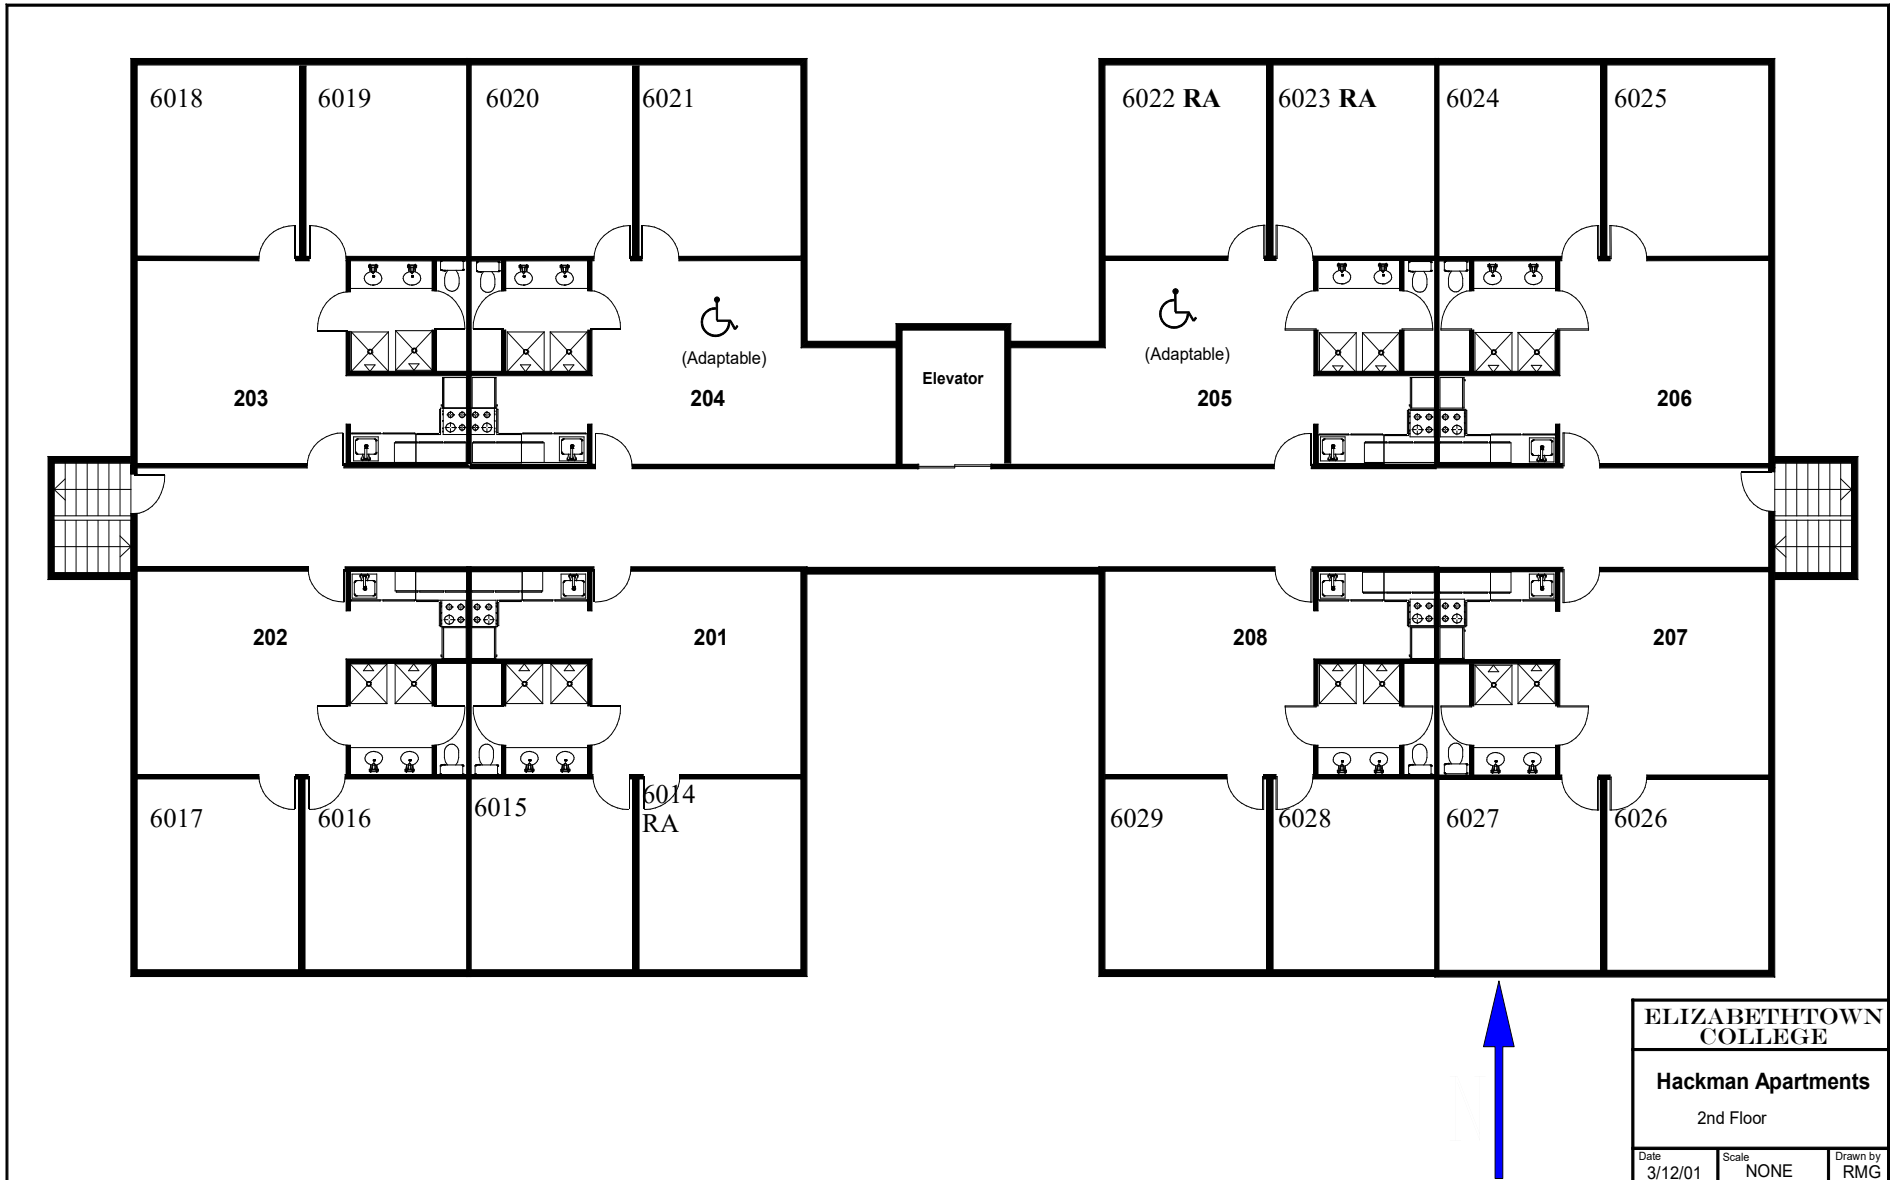 6018 6019 6020 6021 6022 RA 6023 RA 6024 6025
(Adaptable) (Adaptable)
Elevator
203 204 205 206
202 201 208 207
6017 6016 6015 6014 6029 6028 6027 6026
RA
ELIZABETHTOWN
COLLEGE
Hackman Apartments
2nd Floor
Date Scale Drawn by
3/12/01 NONE RMG